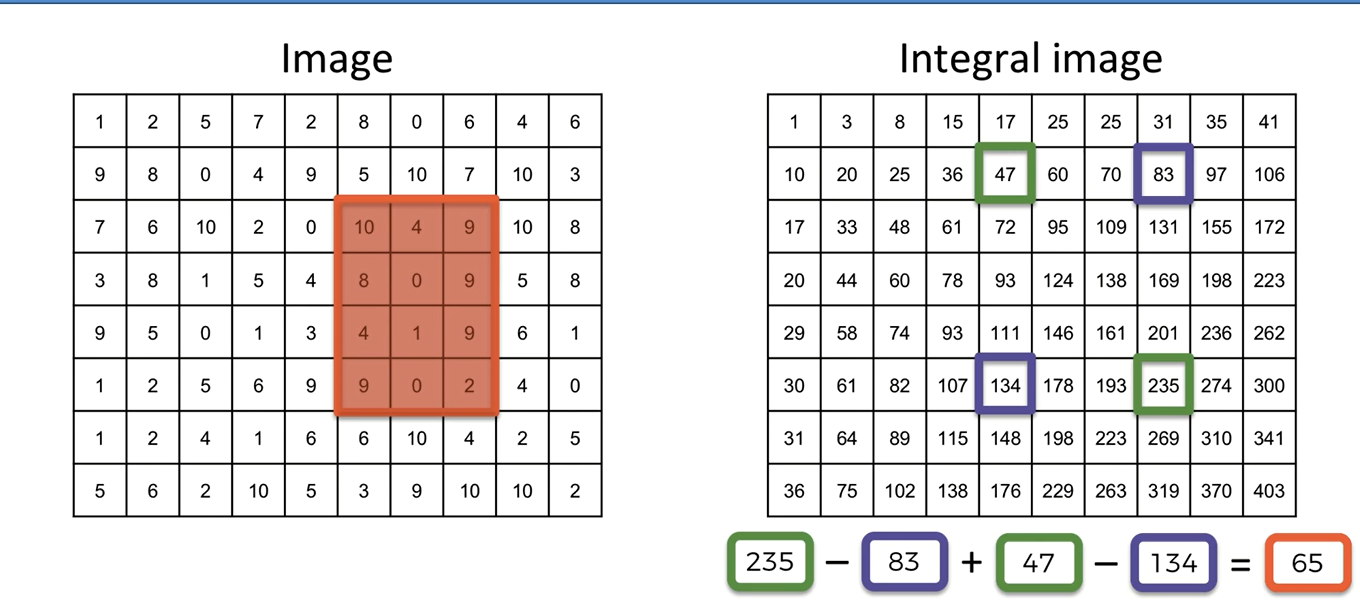 Image
1 2 5 7 2 8 0 6 4 6
9 8 0 4 9 5 10 7 10 3
7 6 10 2 0 10 4 9 10 8
3 8 1 5 4 8 0 9 5 8
9 5 0 1 3 4 1 9 6 1
1 2 5 6 9 9 0 2 4 0
1 2 4 1 6 6 10 4 2 5
5 6 2 10 5 3 9 10 10 2
Integral image
1 3 8 15 17 25 25 31 35 41
10 20 25 36 47 60 70 83 97 106
17 33 48 61 72 95 109 131 155 172
20 44 60 78 93 124 138 169 198 223
29 58 74 93 111 146 161 201 236 262
30 61 82 107 134 178 193 235 274 300
31 64 89 115 148 198 223 269 310 341
36 75 102 138 176 229 263 319 370 403
235 − 83 + 47 − 134 = 65